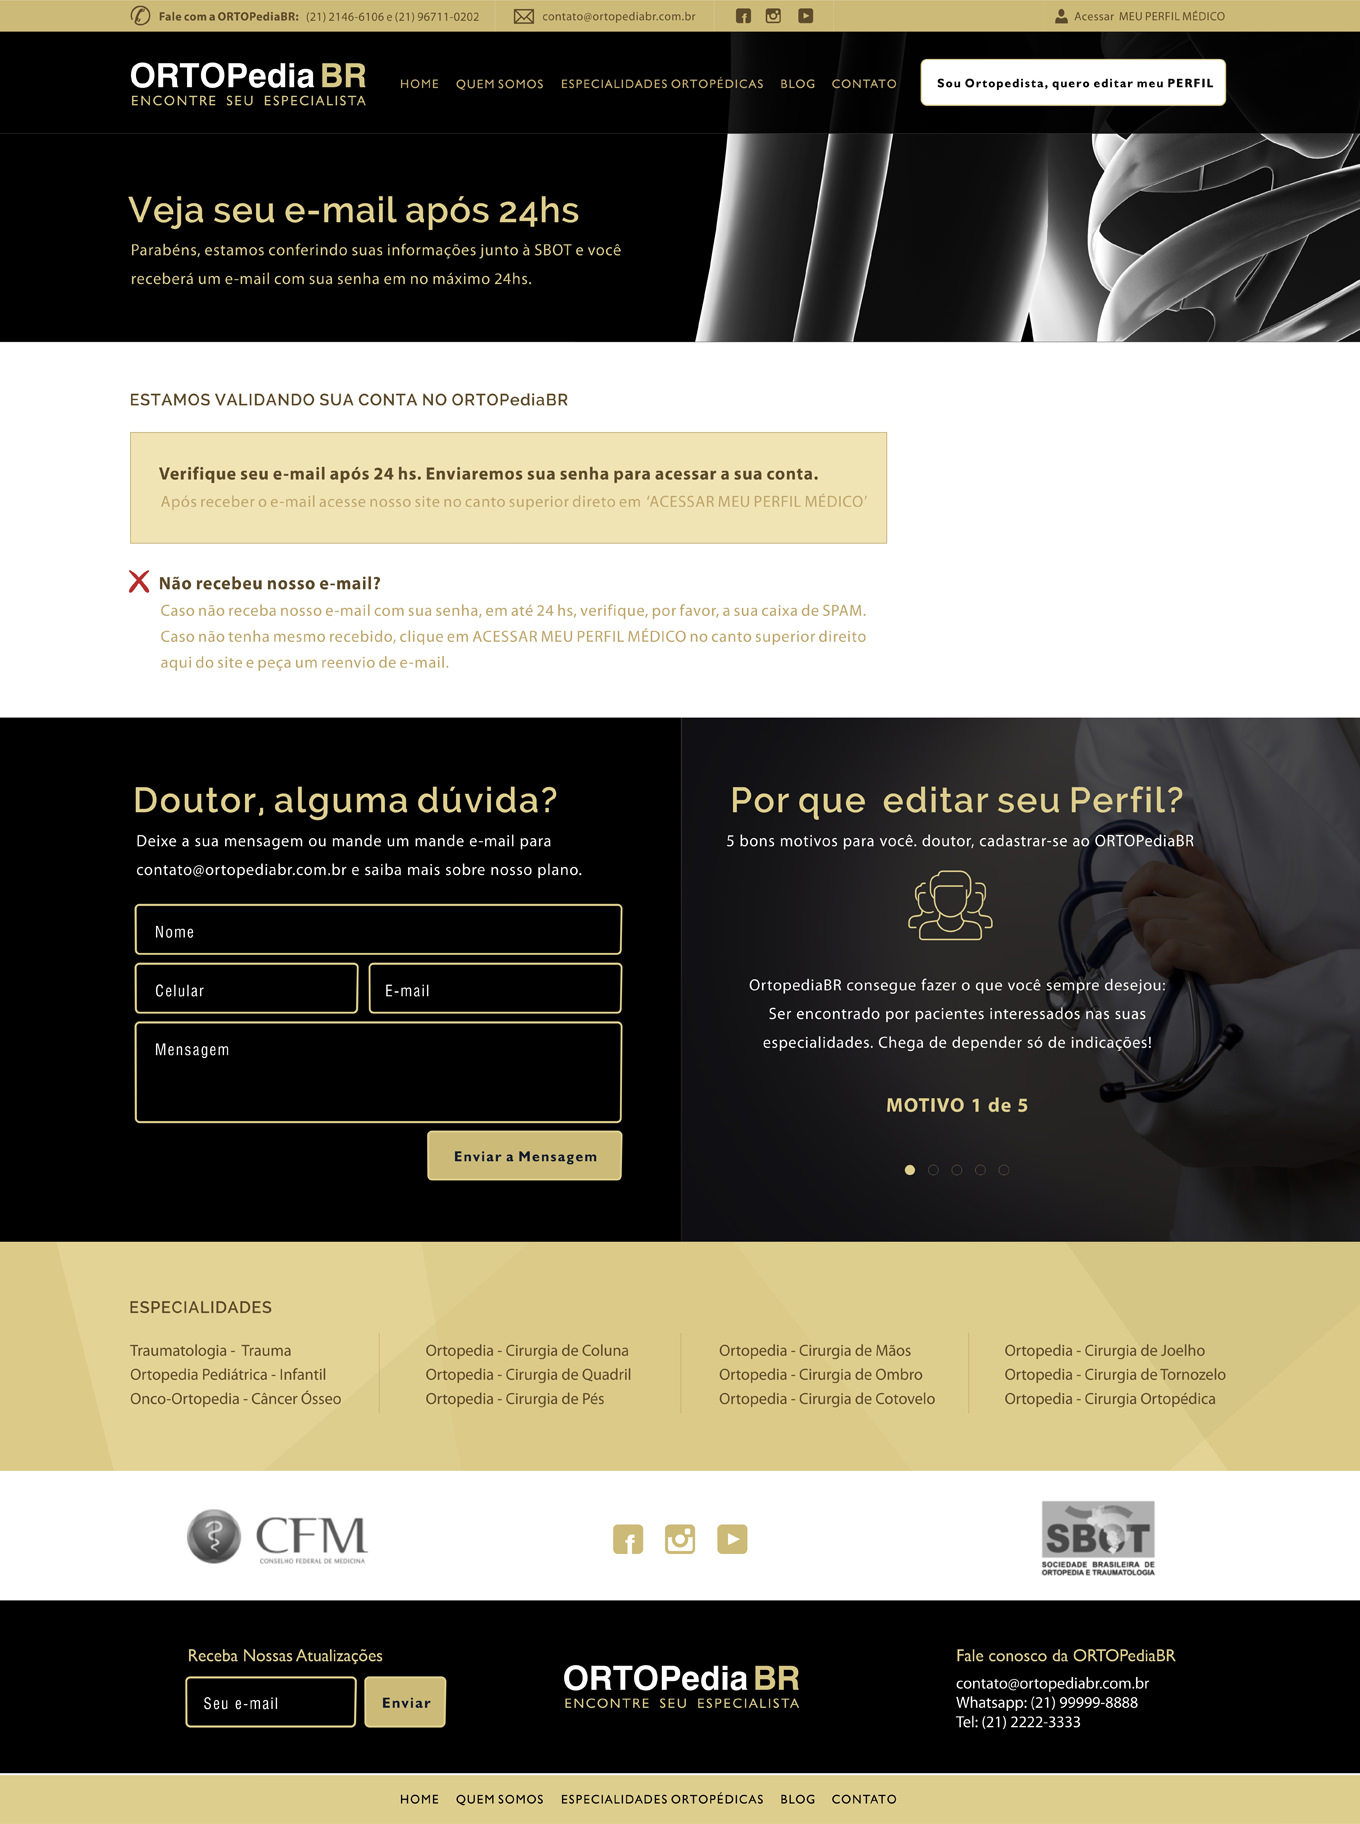 Fale com a ORTOPediaBR: (21) 2146-6106 e (21) 96711-0202
contato@ortopediabr.com.br
Acessar MEU PERFIL MÉDICO
ORTOPedia BR
ENCONTRE SEU ESPECIALISTA
HOME QUEM SOMOS ESPECIALIDADES ORTOPÉDICAS BLOG CONTATO
Sou Ortopedista, quero editar meu PERFIL
Veja seu e-mail após 24hs
Parabéns, estamos conferindo suas informações junto à SBOT e você
receberá um e-mail com sua senha em no máximo 24hs.
ESTAMOS VALIDANDO SUA CONTA NO ORTOPediaBR
Verifique seu e-mail após 24 hs. Enviaremos sua senha para acessar a sua conta.
Após receber o e-mail acesse nosso site no canto superior direto em ‘ACESSAR MEU PERFIL MÉDICO’
Não recebeu nosso e-mail?
Caso não receba nosso e-mail com sua senha, em até 24 hs, verifique, por favor, a sua caixa de SPAM.
Caso não tenha mesmo recebido, clique em ACESSAR MEU PERFIL MÉDICO no canto superior direito
aqui do site e peça um reenvio de e-mail.
Doutor, alguma dúvida?
Deixe a sua mensagem ou mande um mande e-mail para
contato@ortopediabr.com.br e saiba mais sobre nosso plano.
Nome
Celular
E-mail
Mensagem
Enviar a Mensagem
Por que editar seu Perfil?
5 bons motivos para você. doutor, cadastrar-se ao ORTOPediaBR
OrtopediaBR consegue fazer o que você sempre desejou:
Ser encontrado por pacientes interessados nas suas
especialidades. Chega de depender só de indicações!
MOTIVO 1 de 5
ESPECIALIDADES
Traumatologia - Trauma
Ortopedia Pediátrica - Infantil
Onco-Ortopedia - Câncer Ósseo
Ortopedia - Cirurgia de Coluna
Ortopedia - Cirurgia de Quadril
Ortopedia - Cirurgia de Pés
Ortopedia - Cirurgia de Mãos
Ortopedia - Cirurgia de Ombro
Ortopedia - Cirurgia de Cotovelo
Ortopedia - Cirurgia de Joelho
Ortopedia - Cirurgia de Tornozelo
Ortopedia - Cirurgia Ortopédica
CFM
CONSELHO FEDERAL DE MEDICINA
SBOT
SOCIEDADE BRASILEIRA DE
ORTOPEDIA E TRAUMATOLOGIA
Receba Nossas Atualizações
Seu e-mail
Enviar
ORTOPedia BR
ENCONTRE SEU ESPECIALISTA
Fale conosco da ORTOPediaBR
contato@ortopediabr.com.br
Whatsapp: (21) 99999-8888
Tel: (21) 2222-3333
HOME QUEM SOMOS ESPECIALIDADES ORTOPÉDICAS BLOG CONTATO